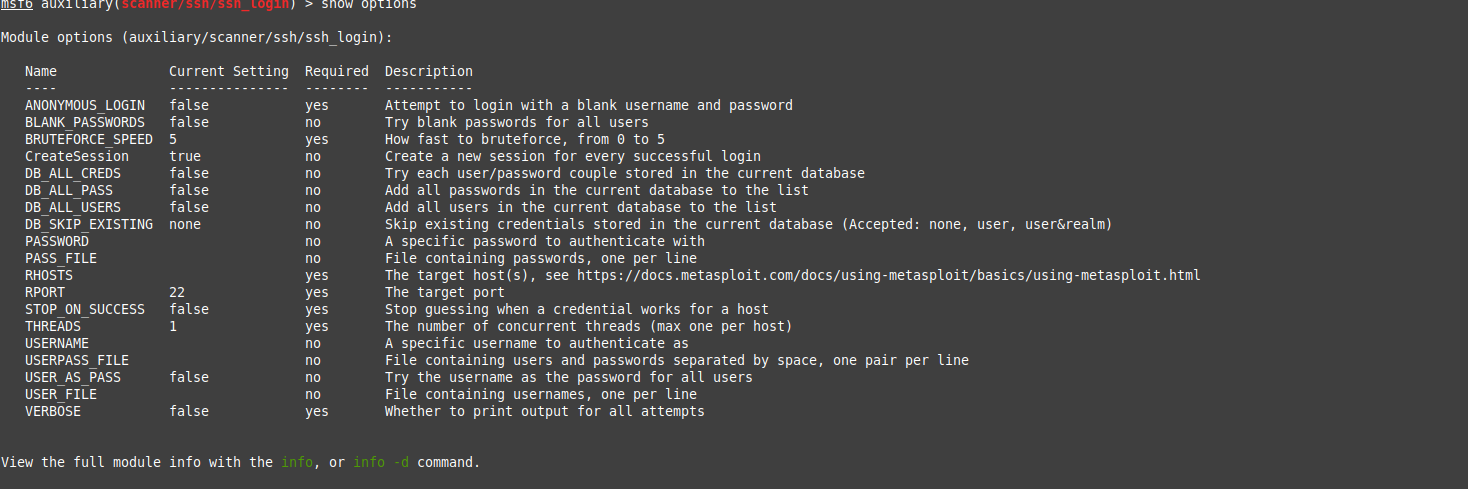 msf6 auxiliary(scanner/ssh/ssh_login) > show options
Module options (auxiliary/scanner/ssh/ssh_login):
Name Current Setting Required Description
---- --------------- -------- -----------
ANONYMOUS_LOGIN false yes Attempt to login with a blank username and password
BLANK_PASSWORDS false no Try blank passwords for all users
BRUTEFORCE_SPEED 5 yes How fast to bruteforce, from 0 to 5
CreateSession true no Create a new session for every successful login
DB_ALL_CREDS false no Try each user/password couple stored in the current database
DB_ALL_PASS false no Add all passwords in the current database to the list
DB_ALL_USERS false no Add all users in the current database to the list
DB_SKIP_EXISTING none no Skip existing credentials stored in the current database (Accepted: none, user, user&realm)
PASSWORD no A specific password to authenticate with
PASS_FILE no File containing passwords, one per line
RHOSTS yes The target host(s), see https://docs.metasploit.com/docs/using-metasploit/basics/using-metasploit.html
RPORT 22 yes The target port
STOP_ON_SUCCESS false yes Stop guessing when a credential works for a host
THREADS 1 yes The number of concurrent threads (max one per host)
USERNAME no A specific username to authenticate as
USERPASS_FILE no File containing users and passwords separated by space, one pair per line
USER_AS_PASS false no Try the username as the password for all users
USER_FILE no File containing usernames, one per line
VERBOSE false yes Whether to print output for all attempts
View the full module info with the info, or info -d command.